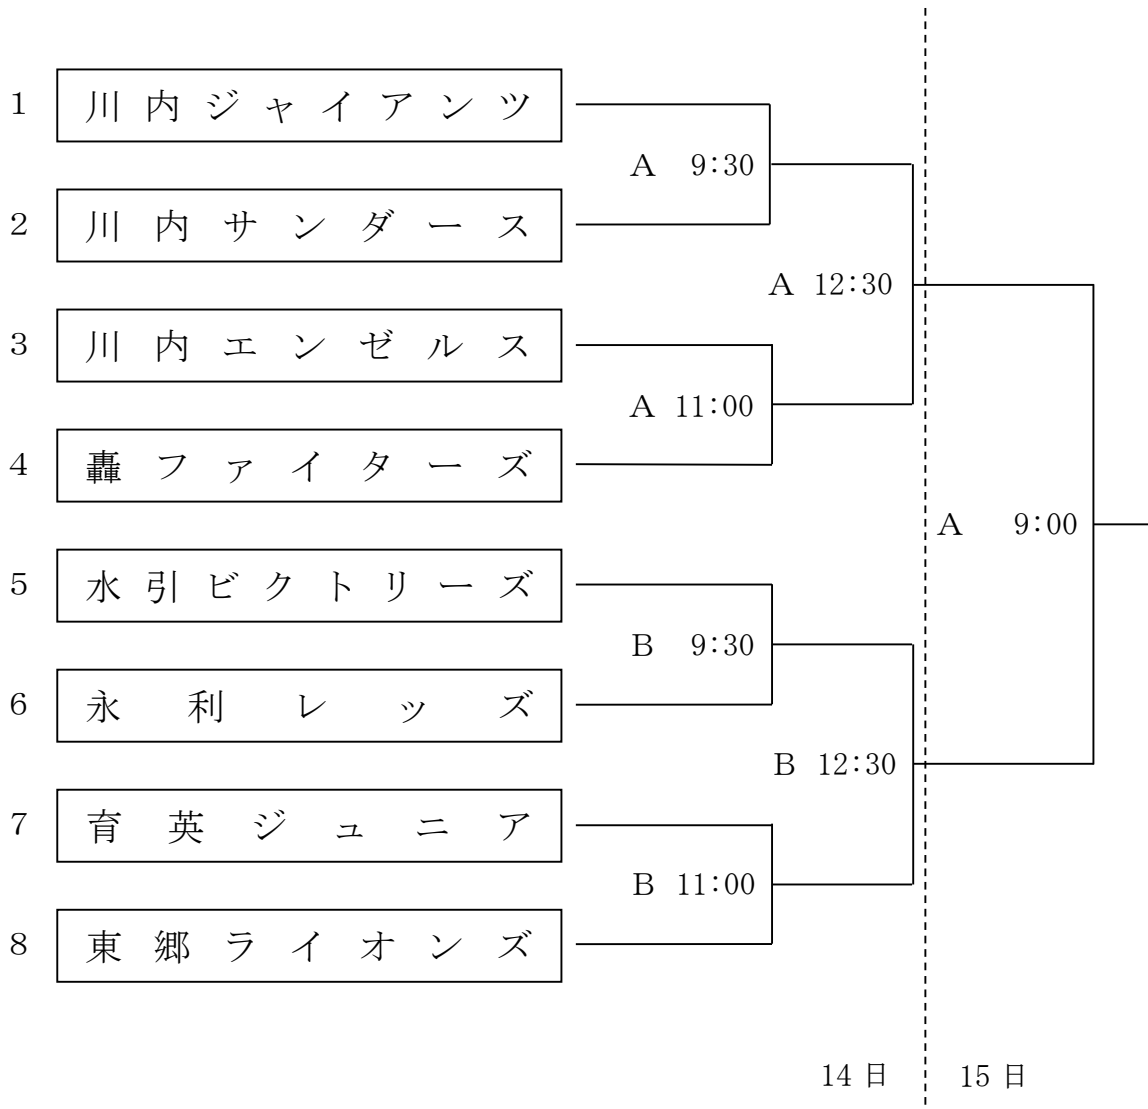 1 川内ジャイアンツ
A 9:30
2 川内サンダース
A 12:30
3 川内エンゼルス
A 11:00
4 轟ファイターズ
A 9:00
5 水引ビクトリーズ
B 9:30
6 永利レッズ
B 12:30
7 育英ジュニア
B 11:00
8 東郷ライオンズ
14日 15日